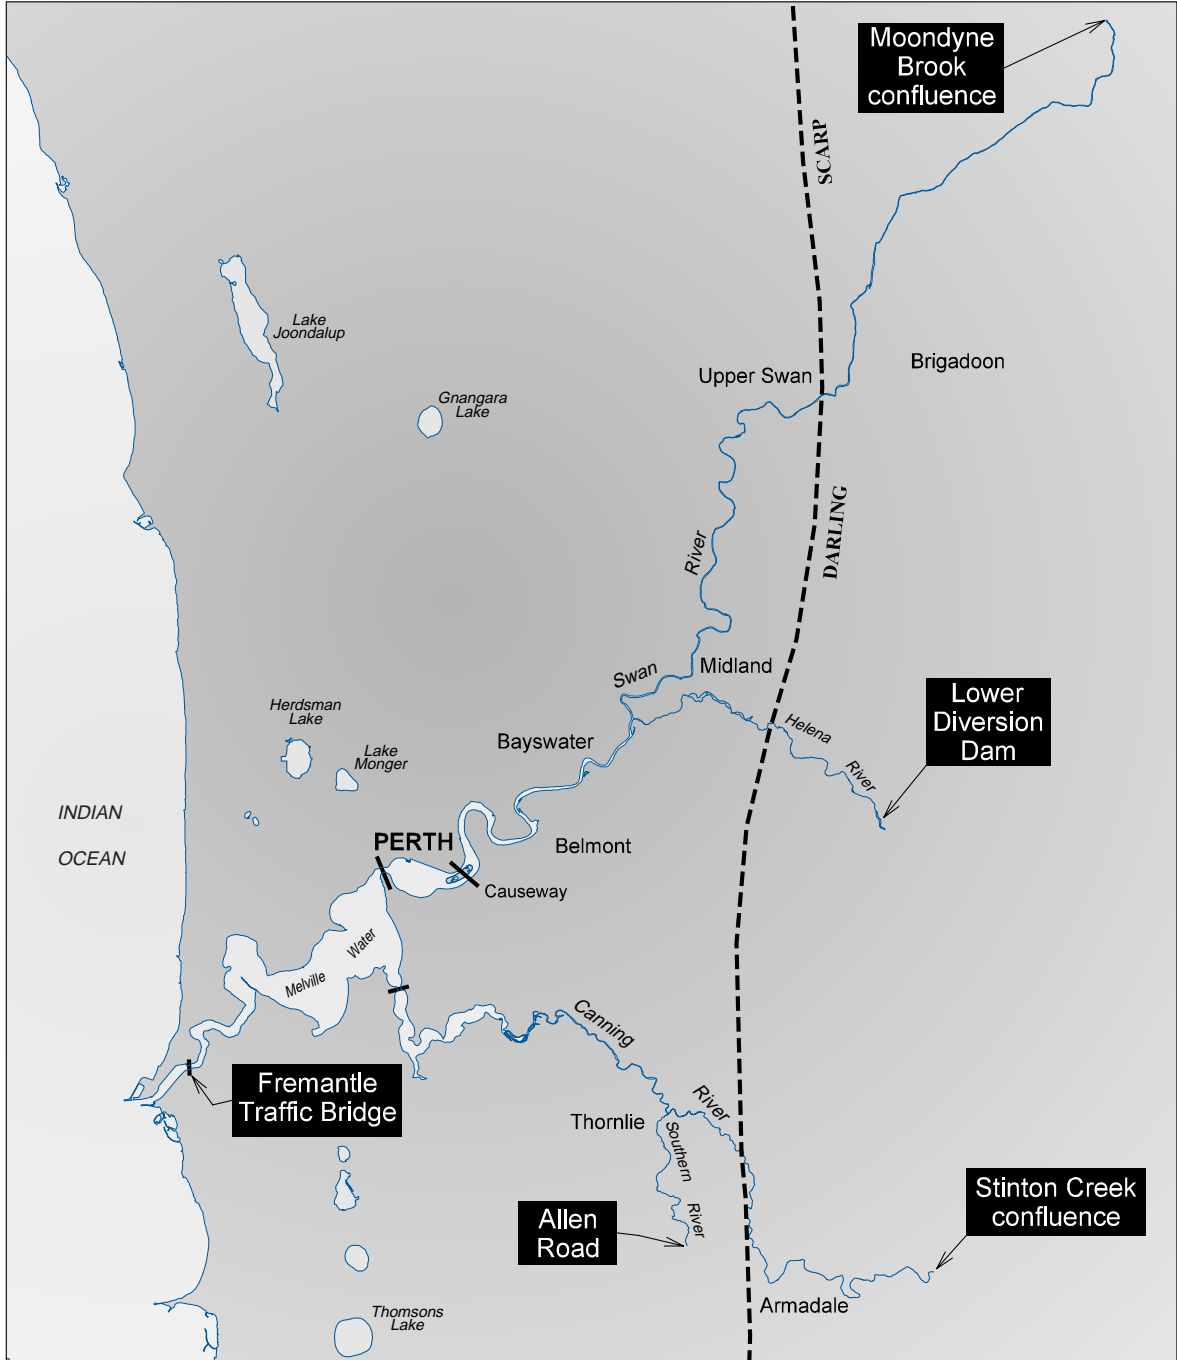 Moondyne
Brook
confluence
SCARP
Lake
Joondalup
Brigadoon
Upper Swan
Gnangara
Lake
DARLING
River
Swan
Midland
Lower
Diversion
Dam
Herdsman
Lake
Helena
Bayswater
Lake
Monger
River
INDIAN
OCEAN
PERTH
Belmont
Causeway
Water
Melville
Canning
Fremantle
Traffic Bridge
River
Thornlie
Southern
Stinton Creek
confluence
Allen
Road
River
Armadale
Thomsons
Lake